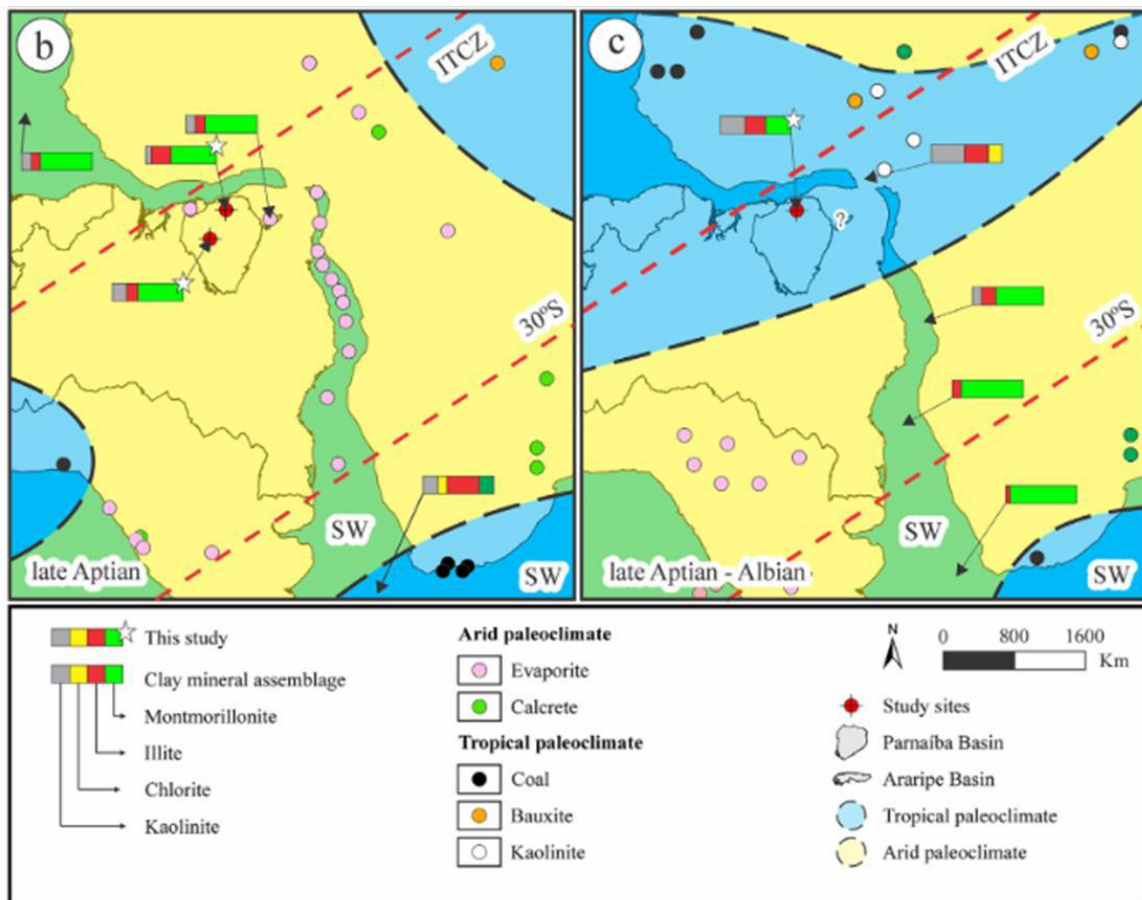 b
ITCZ
30ºS
SW
SW
late Aptian
c
ITCZ
?
30ºS
SW
SW
late Aptian - Albian
This study
Clay mineral assemblage
Montmorillonite
Illite
Chlorite
Kaolinite
Arid paleoclimate
Evaporite
Calcrete
Tropical paleoclimate
Coal
Bauxite
Kaolinite
N
0 800 1600
Km
Study sites
Parnaíba Basin
Araripe Basin
Tropical paleoclimate
Arid paleoclimate